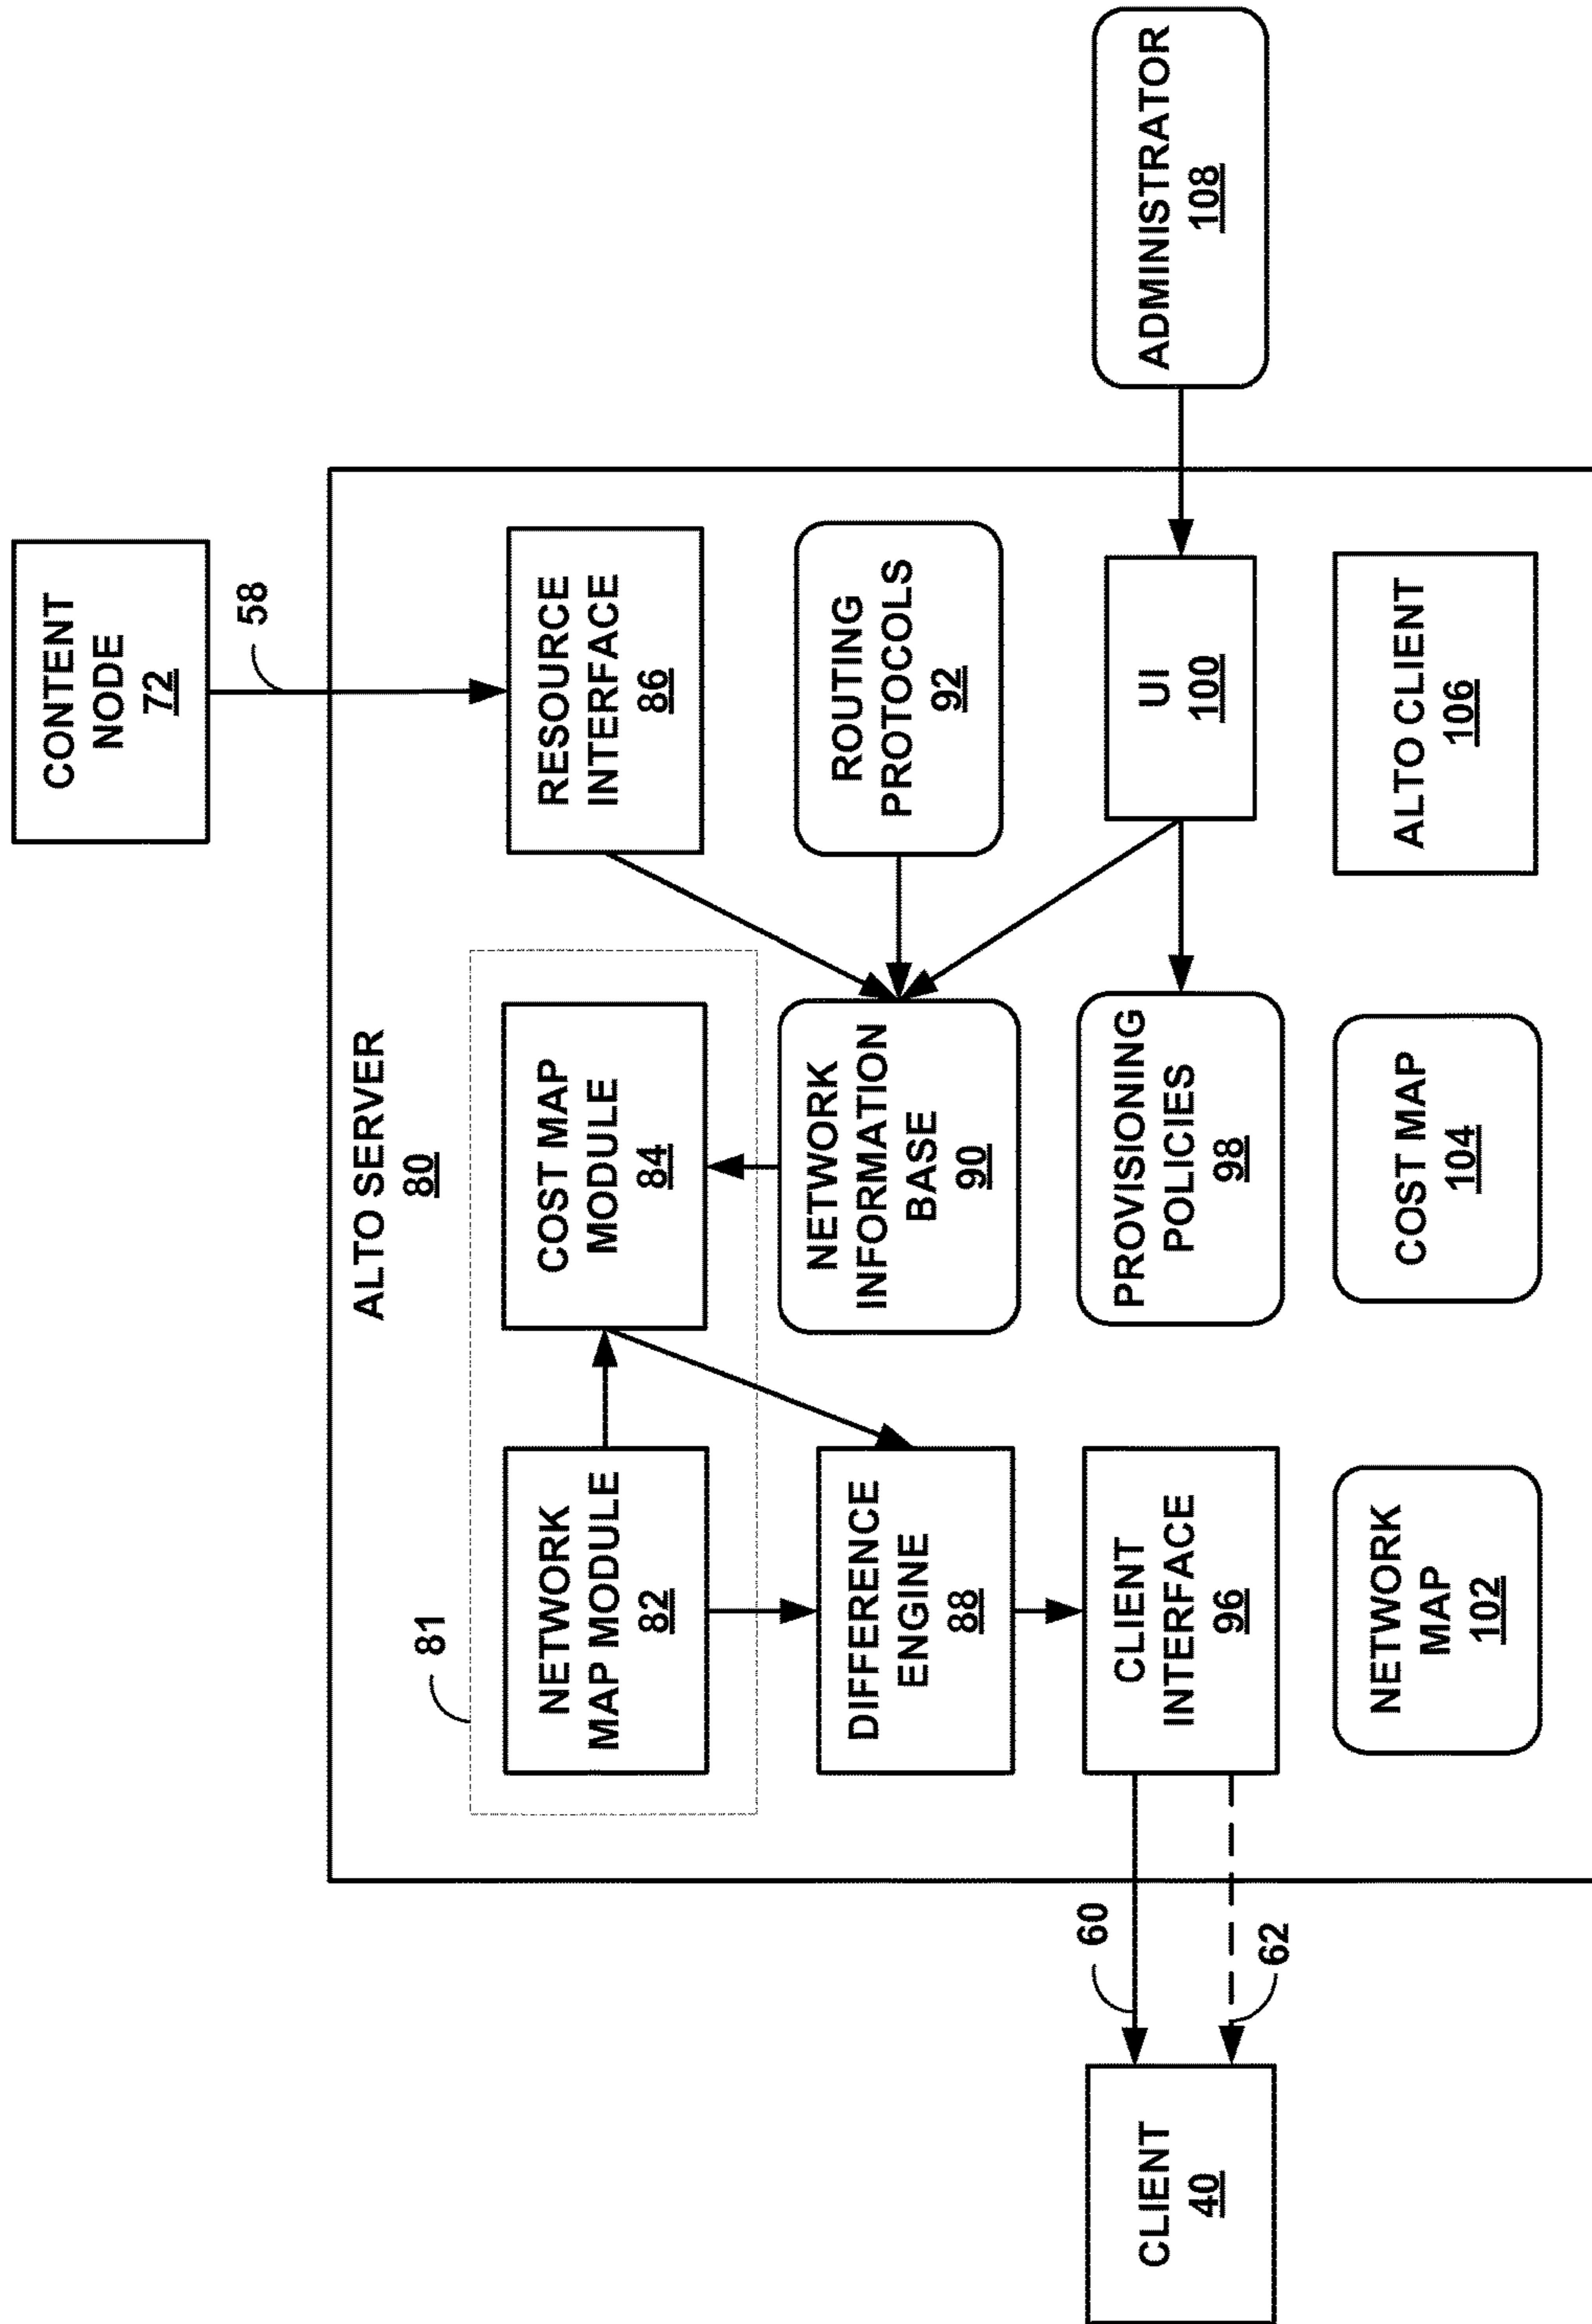 CONTENT
NODE
72
58
ALTO SERVER
80
81
NETWORK
MAP MODULE
82
COST MAP
MODULE
84
RESOURCE
INTERFACE
86
DIFFERENCE
ENGINE
88
NETWORK
INFORMATION
BASE
90
ROUTING
PROTOCOLS
92
CLIENT
40
60
62
CLIENT
INTERFACE
96
PROVISIONING
POLICIES
98
UI
100
ADMINISTRATOR
108
NETWORK
MAP
102
COST MAP
104
ALTO CLIENT
106